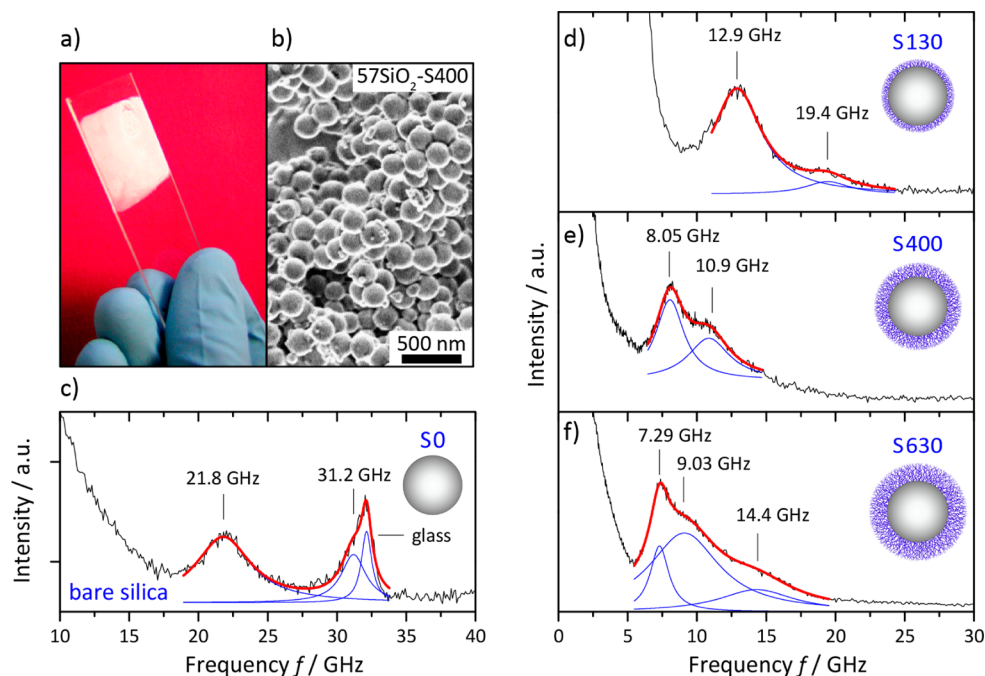 a)
b)
57SiO₂-S400
500 nm
c)
S0
21.8 GHz
31.2 GHz
glass
bare silica
Intensity / a.u.
10 15 20 25 30 35 40
Frequency f / GHz
d)
S130
12.9 GHz
19.4 GHz
e)
S400
8.05 GHz
10.9 GHz
Intensity / a.u.
f)
S630
7.29 GHz
9.03 GHz
14.4 GHz
0 5 10 15 20 25 30
Frequency f / GHz